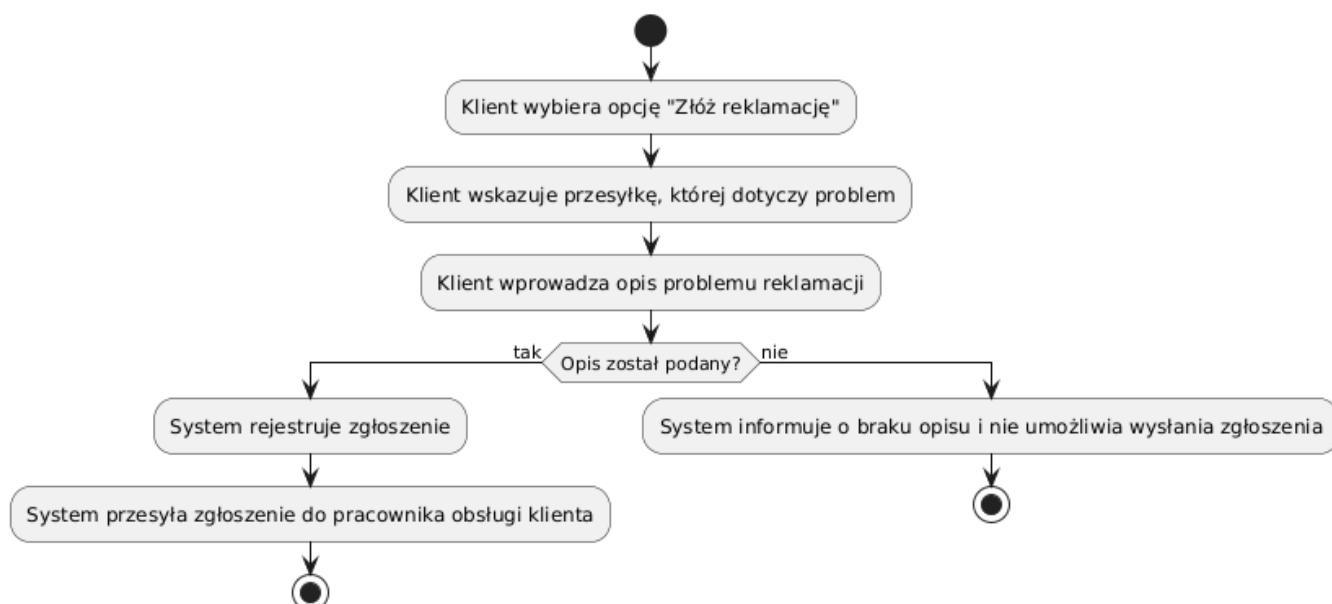 Klient wybiera opcję "Złóż reklamację"
Klient wskazuje przesyłkę, której dotyczy problem
Klient wprowadza opis problemu reklamacji
tak
Opis został podany?
nie
System rejestruje zgłoszenie
System informuje o braku opisu i nie umożliwia wysłania zgłoszenia
System przesyła zgłoszenie do pracownika obsługi klienta